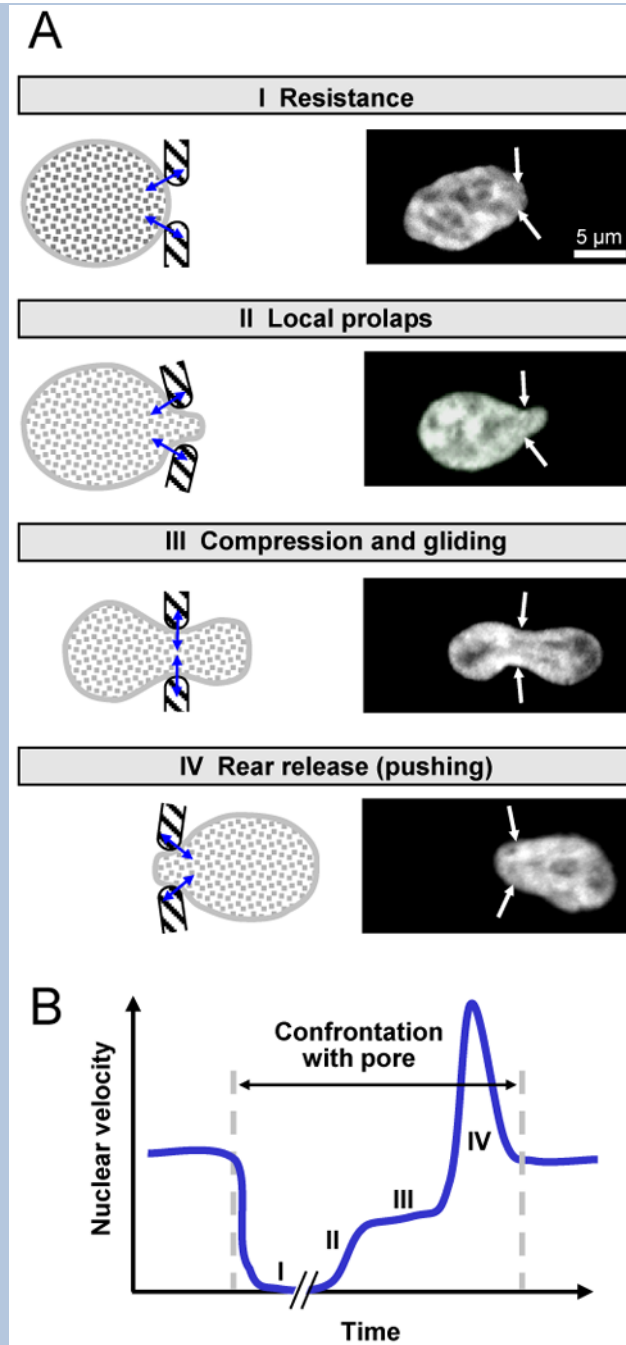 A
I Resistance
5 µm
II Local prolaps
III Compression and gliding
IV Rear release (pushing)
B
Confrontation
with pore
Nuclear velocity
I
II
III
IV
Time